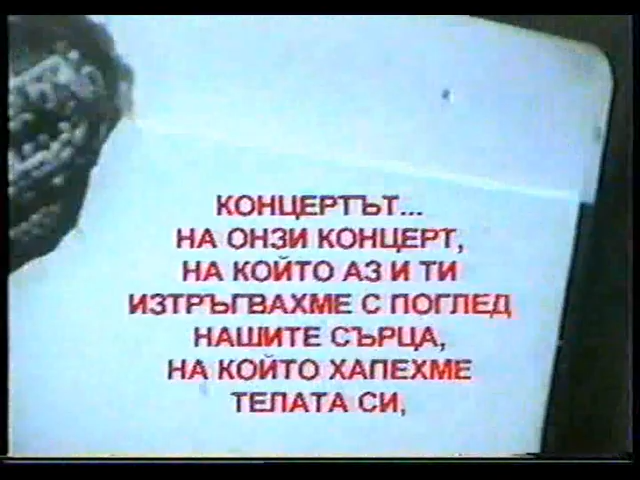 КОНЦЕРТЪТ...
НА ОНЗИ КОНЦЕРТ,
НА КОЙТО АЗ И ТИ
ИЗТРЪГВАХМЕ С ПОГЛЕД
НАШИТЕ СЪРЦА,
НА КОЙТО ХАПЕХМЕ
ТЕЛАТА СИ,